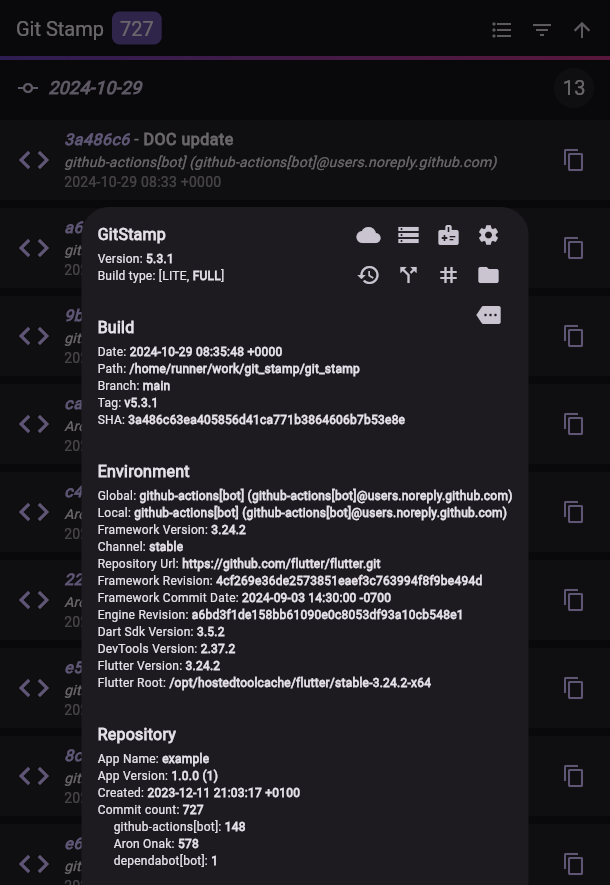 Git Stamp 727
2024-10-29 13
3a486c6 - DOC update
github-actions[bot] (github-actions[bot]@users.noreply.github.com)
2024-10-29 08:33 +0000
a6
git
20
9b
git
20
ca
Aro
20
c4
Aro
20
22
Aro
20
e5
git
20
8c
git
20
e6
git
GitStamp
Version: 5.3.1
Build type: [LITE, FULL]
Build
Date: 2024-10-29 08:35:48 +0000
Path: /home/runner/work/git_stamp/git_stamp
Branch: main
Tag: v5.3.1
SHA: 3a486c63ea405856d41ca771b3864606b7b53e8e
Environment
Global: github-actions[bot] (github-actions[bot]@users.noreply.github.com)
Local: github-actions[bot] (github-actions[bot]@users.noreply.github.com)
Framework Version: 3.24.2
Channel: stable
Repository Url: https://github.com/flutter/flutter.git
Framework Revision: 4cf269e36de2573851eaef3c763994f8f9be494d
Framework Commit Date: 2024-09-03 14:30:00 -0700
Engine Revision: a6bd3f1de158bb61090e0c8053df93a10cb548e1
Dart Sdk Version: 3.5.2
DevTools Version: 2.37.2
Flutter Version: 3.24.2
Flutter Root: /opt/hostedtoolcache/flutter/stable-3.24.2-x64
Repository
App Name: example
App Version: 1.0.0 (1)
Created: 2023-12-11 21:03:17 +0100
Commit count: 727
github-actions[bot]: 148
Aron Onak: 578
dependabot[bot]: 1